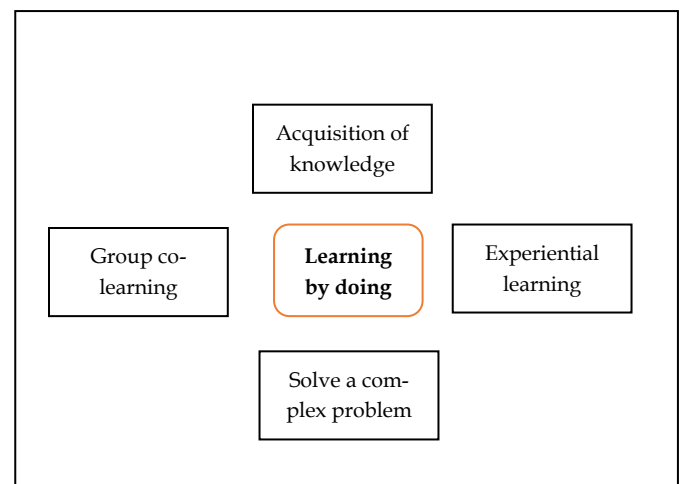 Acquisition of
knowledge
Group co-
learning
Learning
by doing
Experiential
learning
Solve a com-
plex problem